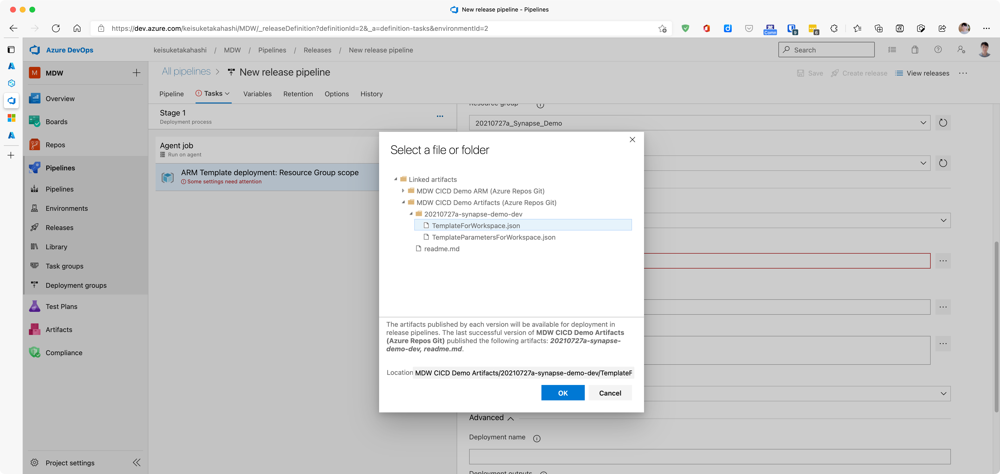 New release pipeline - Pipelines
https://dev.azure.com/keisuketakahashi/MDW/_releaseDefinition?definitionId=2&_a=definition-tasks&environmentId=2
Comn
9
6
Azure DevOps
keisuketakahashi / MDW / Pipelines / Releases / New release pipeline
Search
M MDW
All pipelines > New release pipeline
Save
Create release
View releases
Pipeline
Tasks
Variables
Retention
Options
History
Overview
Boards
Repos
Pipelines
Pipelines
Environments
Releases
Library
Task groups
Deployment groups
Test Plans
Artifacts
Compliance
Project settings
Stage 1
Deployment process
Agent job
Run on agent
ARM Template deployment: Resource Group scope
Some settings need attention
Resource group
20210727a_Synapse_Demo
Select a file or folder
Linked artifacts
MDW CICD Demo ARM (Azure Repos Git)
MDW CICD Demo Artifacts (Azure Repos Git)
20210727a-synapse-demo-dev
TemplateForWorkspace.json
TemplateParametersForWorkspace.json
readme.md
The artifacts published by each version will be available for deployment in
release pipelines. The last successful version of MDW CICD Demo Artifacts
(Azure Repos Git) published the following artifacts: 20210727a-synapse-
demo-dev, readme.md.
Location MDW CICD Demo Artifacts/20210727a-synapse-demo-dev/TemplateF
OK
Cancel
Advanced
Deployment name
Deployment outputs